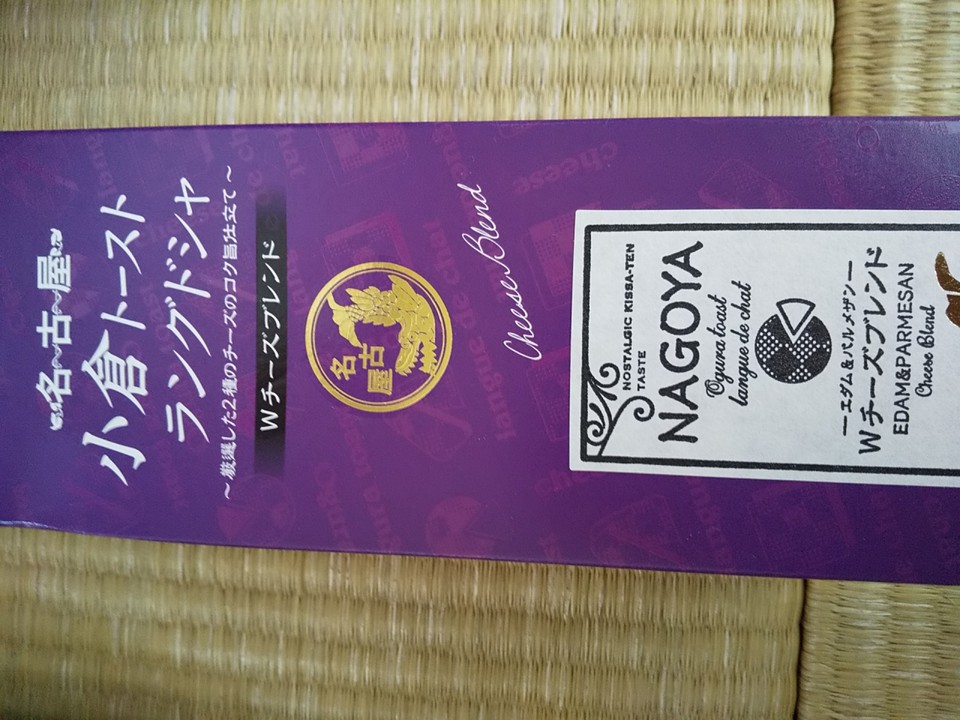 名古屋
小倉トースト
ラングドシャ
～厳選した2種のチーズのコク旨仕立て～
Wチーズブレンド
名古屋
Cheese Blend
NOSTALGIC KISSA-TEN
TASTE
NAGOYA
Ogura toast
langue de chat
ーエダム&パルメザンー
Wチーズブレンド
EDAM&PARMESAN
Cheese Blend